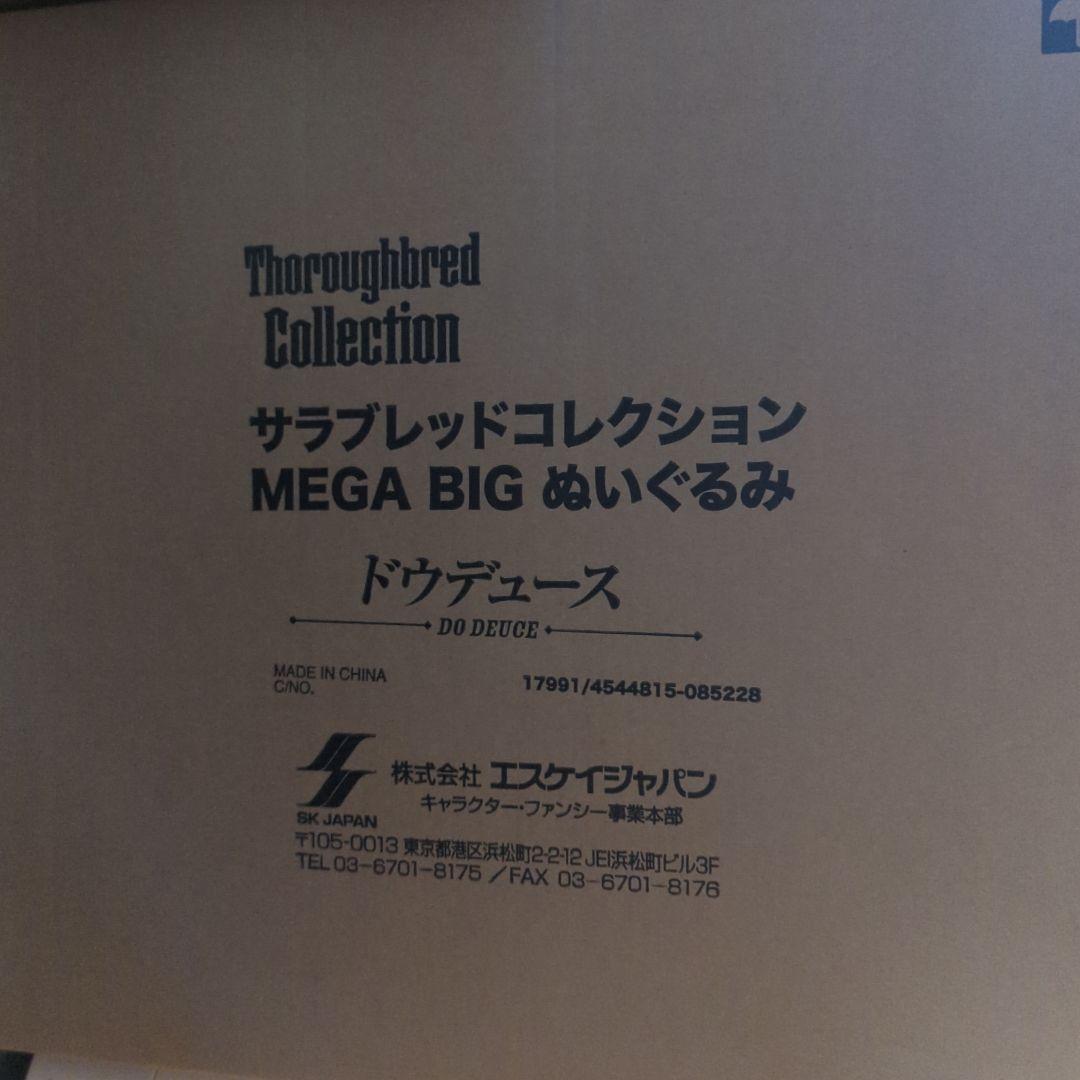 Thoroughbred
Collection
サラブレッドコレクション
MEGA BIG ぬいぐるみ
ドウデュース
DO DEUCE
MADE IN CHINA
C/NO.
17991/4544815-085228
株式会社 エスケイジャパン
キャラクター・ファンシー事業本部
SK JAPAN
〒105-0013 東京都港区浜松町2-2-12 JEI浜松町ビル3F
TEL 03-6701-8175 /FAX 03-6701-8176